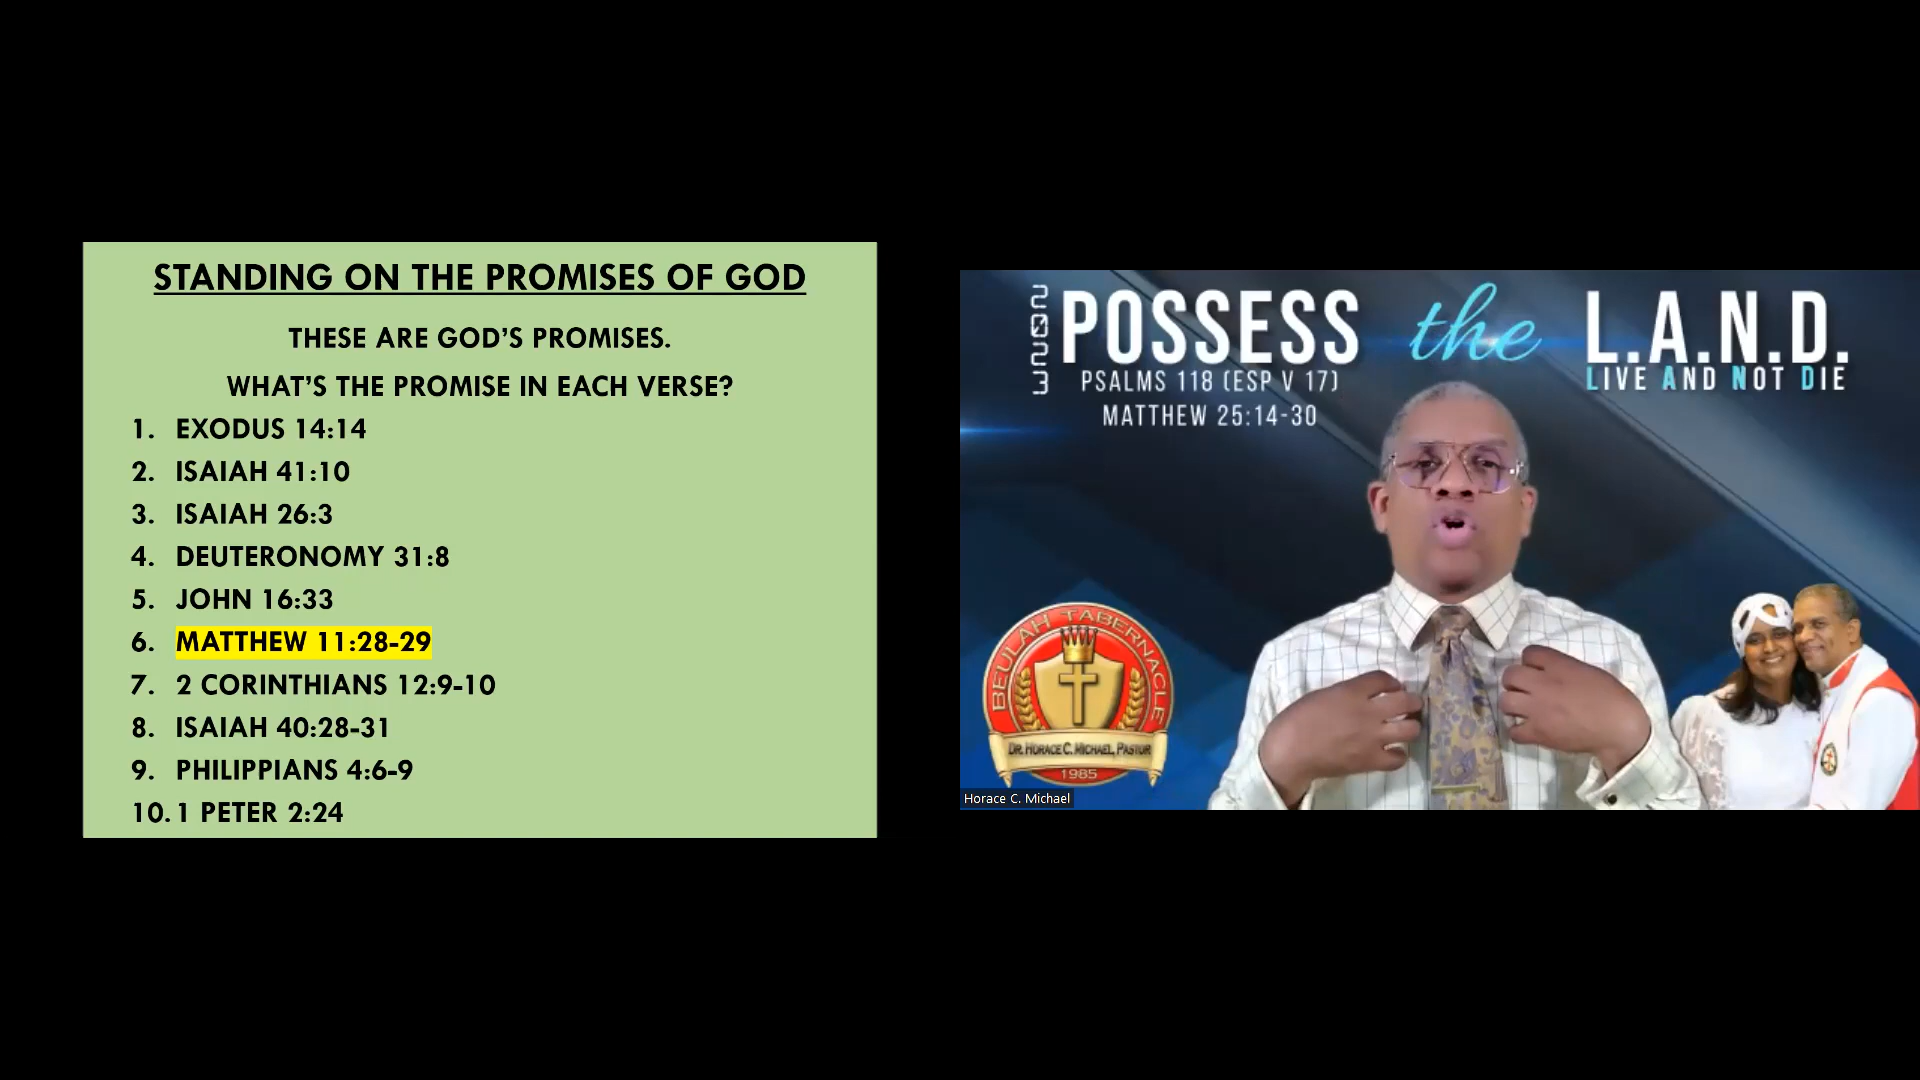 STANDING ON THE PROMISES OF GOD
THESE ARE GOD'S PROMISES.
WHAT'S THE PROMISE IN EACH VERSE?
1. EXODUS 14:14
2. ISAIAH 41:10
3. ISAIAH 26:3
4. DEUTERONOMY 31:8
5. JOHN 16:33
6. MATTHEW 11:28-29
7. 2 CORINTHIANS 12:9-10
8. ISAIAH 40:28-31
9. PHILIPPIANS 4:6-9
10. 1 PETER 2:24
2023
POSSESS the L.A.N.D.
PSALMS 118 (ESP V 17)
LIVE AND NOT DIE
MATTHEW 25:14-30
BEULAH TABERNACLE
DR. HORACE C. MICHAEL, PASTOR
1985
Horace C. Michael